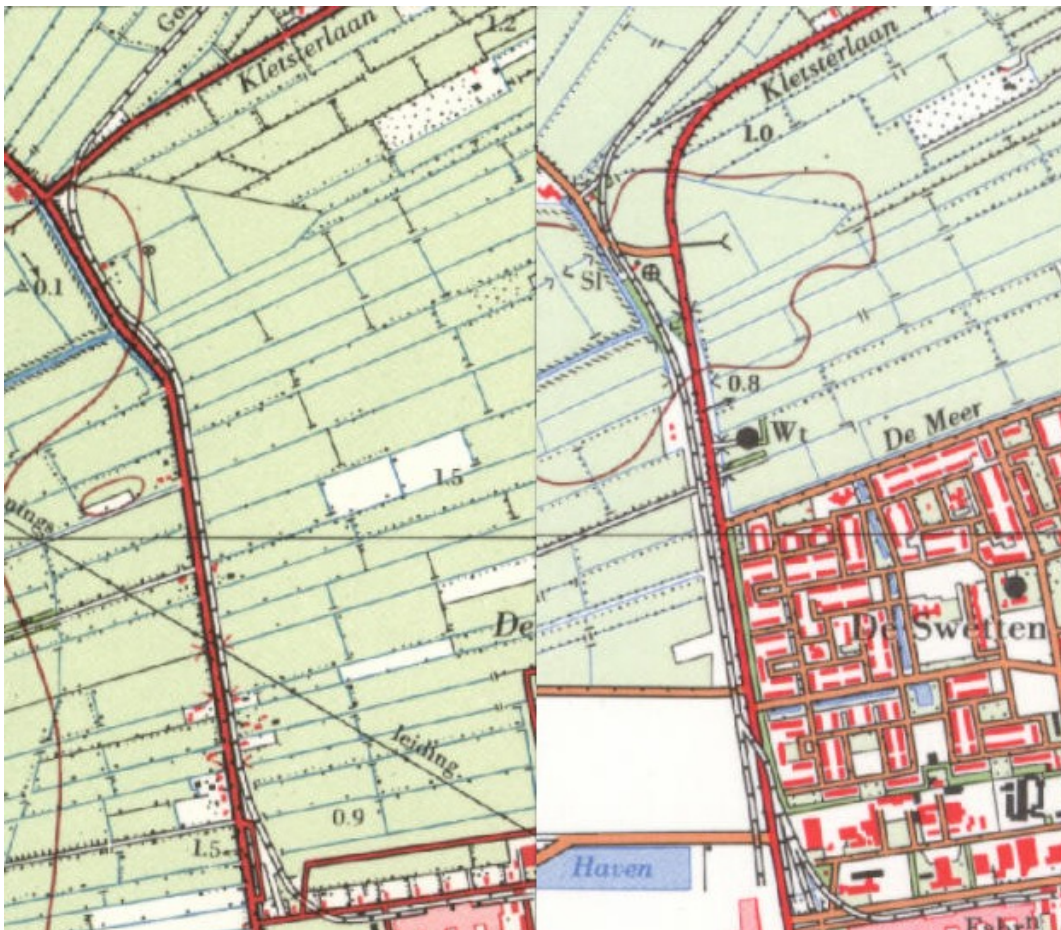 Go
Kletsterlaan
1.2
0.1
1.5
De
leiding
0.9
1.5
Kletsterlaan
1.0
Sl
0.8
Wt
De Meer
De Swetten
Haven